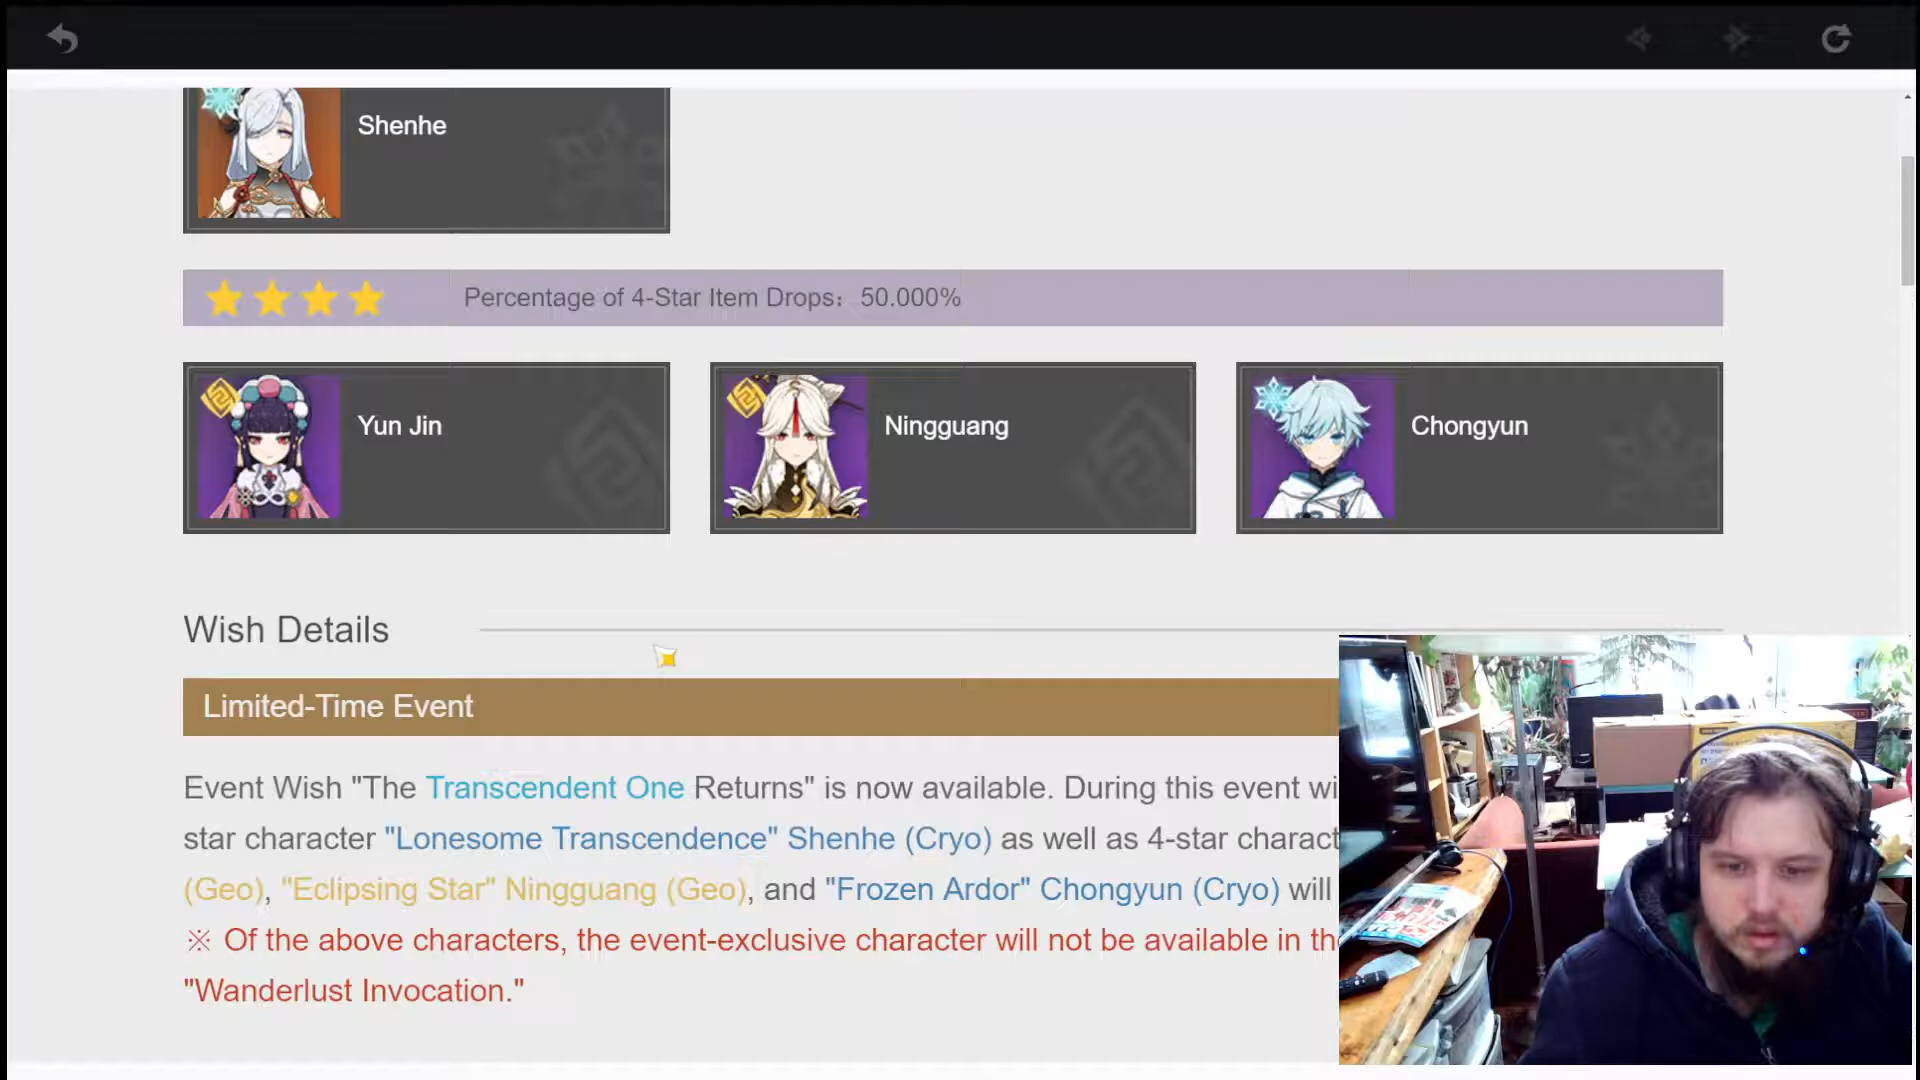 Shenhe
Percentage of 4-Star Item Drops： 50.000%
Yun Jin
Ningguang
Chongyun
Wish Details
Limited-Time Event
Event Wish "The Transcendent One Returns" is now available. During this event wi
star character "Lonesome Transcendence" Shenhe (Cryo) as well as 4-star charact
(Geo), "Eclipsing Star" Ningguang (Geo), and "Frozen Ardor" Chongyun (Cryo) will
※ Of the above characters, the event-exclusive character will not be available in th
"Wanderlust Invocation."